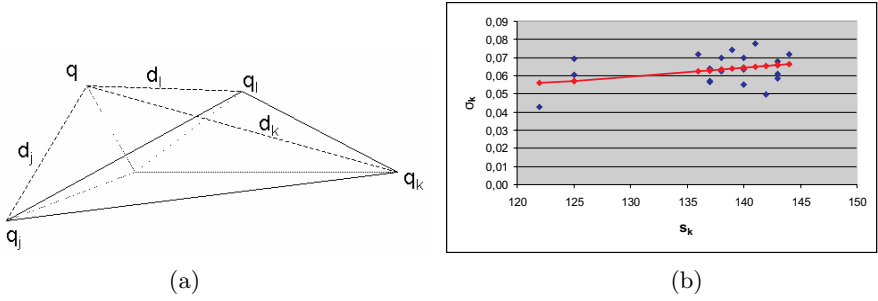 q
d_l
q_l
d_j
d_k
q_k
q_j
(a)
0,09
0,08
0,07
0,06
0,05
0,04
0,03
0,02
0,01
0,00
σ_k
120 125 130 135 140 145 150
s_k
(b)